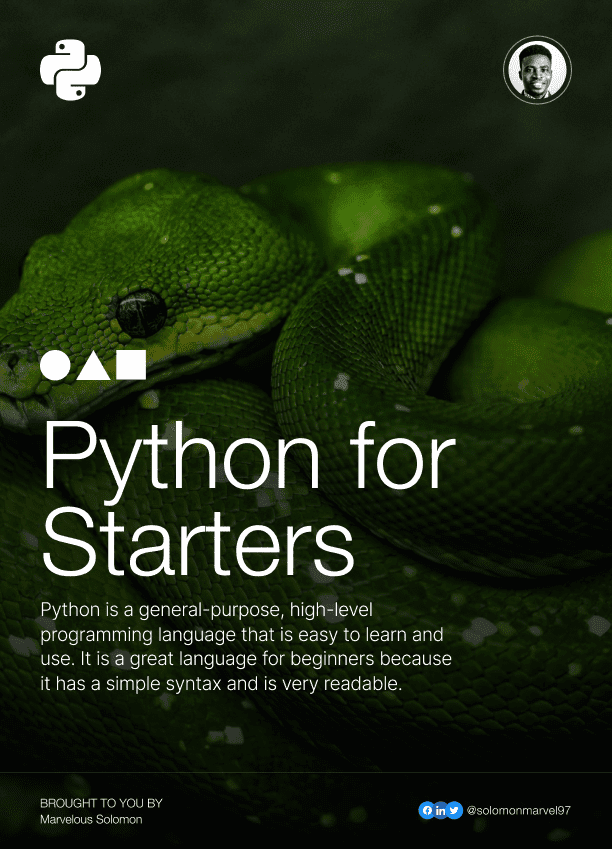 Python for
Starters
Python is a general-purpose, high-level
programming language that is easy to learn and
use. It is a great language for beginners because
it has a simple syntax and is very readable.
BROUGHT TO YOU BY
Marvelous Solomon
@solomonmarvel97